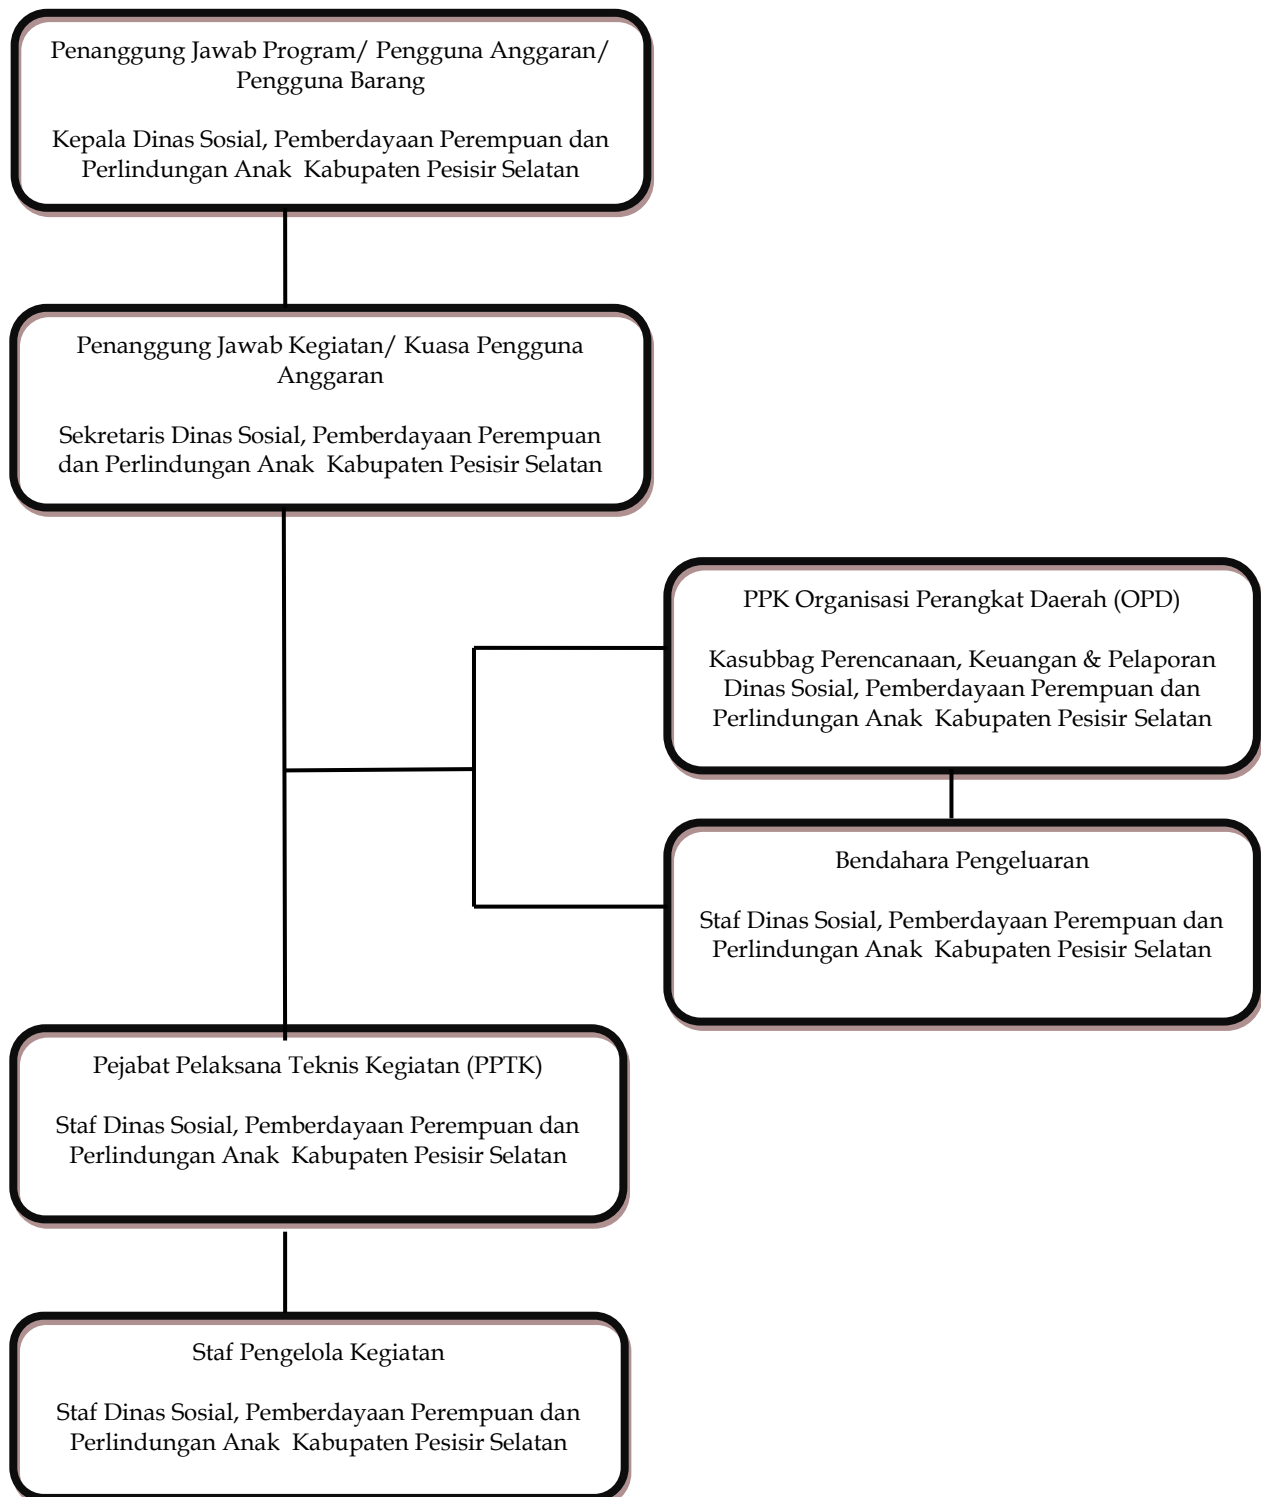 Penanggung Jawab Program/ Pengguna Anggaran/
Pengguna Barang
Kepala Dinas Sosial, Pemberdayaan Perempuan dan
Perlindungan Anak  Kabupaten Pesisir Selatan
Penanggung Jawab Kegiatan/ Kuasa Pengguna
Anggaran
Sekretaris Dinas Sosial, Pemberdayaan Perempuan
dan Perlindungan Anak  Kabupaten Pesisir Selatan
PPK Organisasi Perangkat Daerah (OPD)
Kasubbag Perencanaan, Keuangan & Pelaporan
Dinas Sosial, Pemberdayaan Perempuan dan
Perlindungan Anak  Kabupaten Pesisir Selatan
Bendahara Pengeluaran
Staf Dinas Sosial, Pemberdayaan Perempuan dan
Perlindungan Anak  Kabupaten Pesisir Selatan
Pejabat Pelaksana Teknis Kegiatan (PPTK)
Staf Dinas Sosial, Pemberdayaan Perempuan dan
Perlindungan Anak  Kabupaten Pesisir Selatan
Staf Pengelola Kegiatan
Staf Dinas Sosial, Pemberdayaan Perempuan dan
Perlindungan Anak  Kabupaten Pesisir Selatan